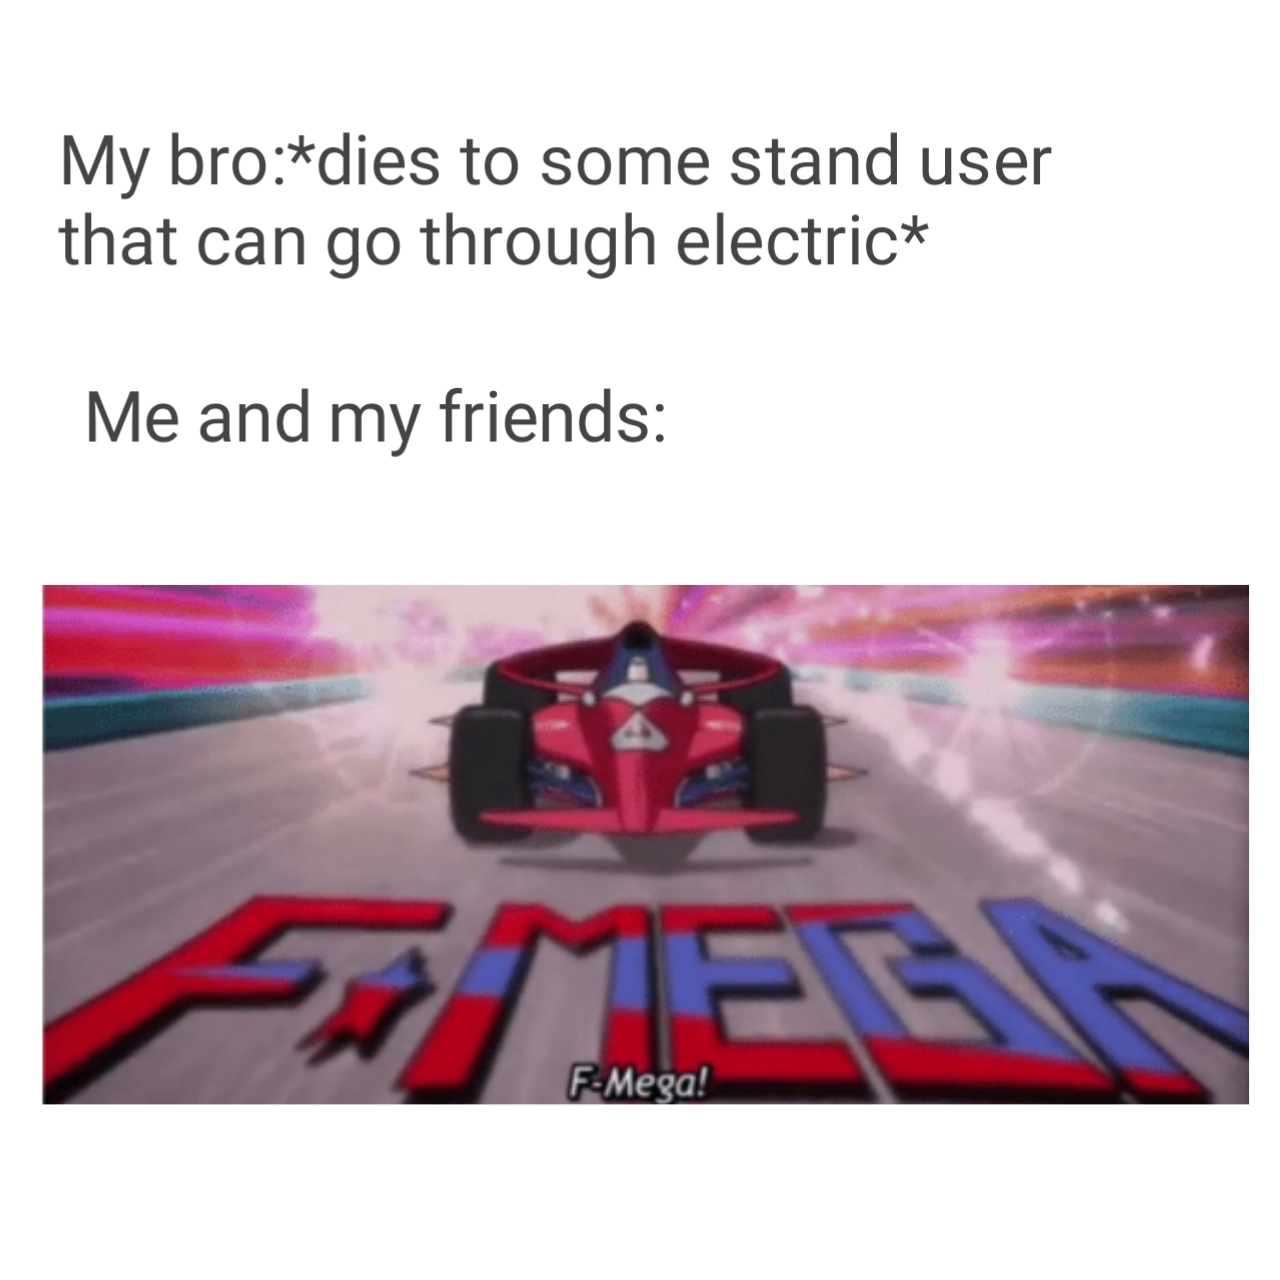 My bro:*dies to some stand user
that can go through electric*
Me and my friends:
F★MEGA
F-Mega!